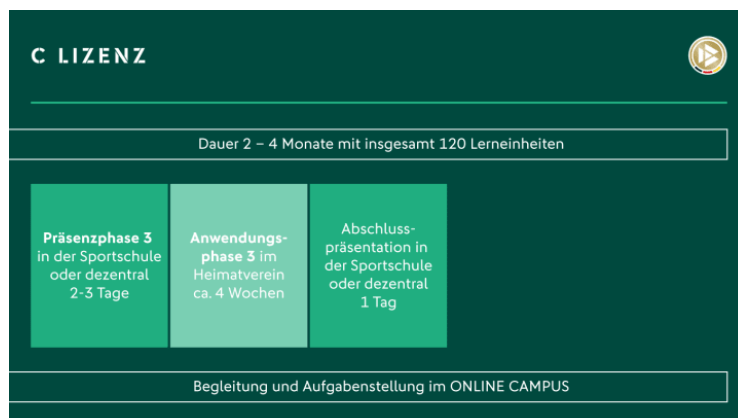 C LIZENZ
Dauer 2 – 4 Monate mit insgesamt 120 Lerneinheiten
Präsenzphase 3
in der Sportschule
oder dezentral
2-3 Tage
Anwendungs-
phase 3 im
Heimatverein
ca. 4 Wochen
Abschluss-
präsentation in
der Sportschule
oder dezentral
1 Tag
Begleitung und Aufgabenstellung im ONLINE CAMPUS